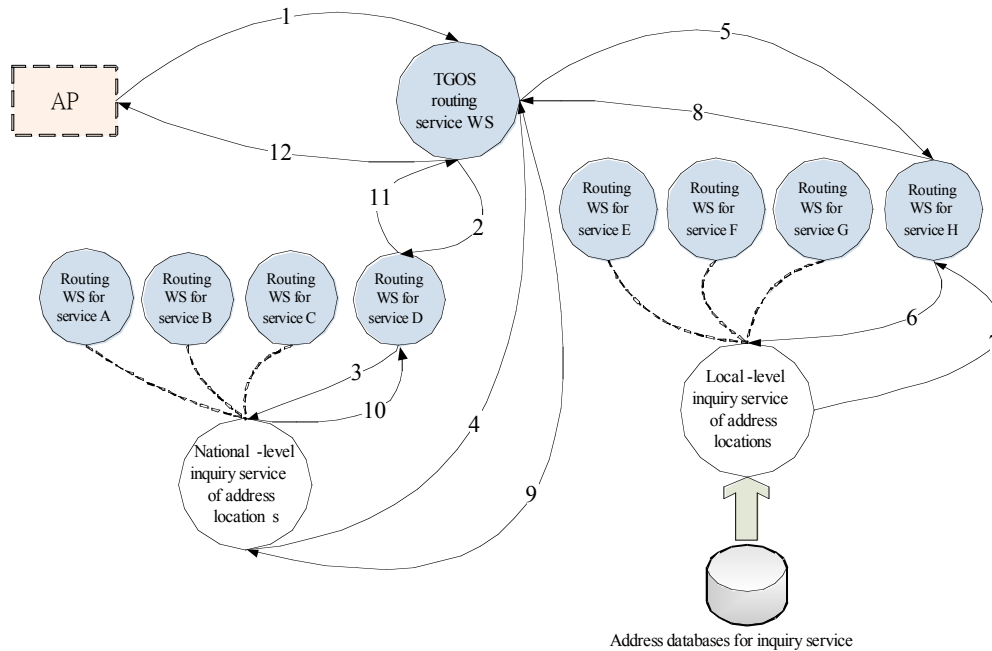 1
5
AP
TGOS
routing
service WS
8
12
11
2
Routing
WS for
service E
Routing
WS for
service F
Routing
WS for
service G
Routing
WS for
service H
Routing
WS for
service A
Routing
WS for
service B
Routing
WS for
service C
Routing
WS for
service D
6
7
3
10
4
Local -level
inquiry service
of address
locations
National -level
inquiry service
of address
location s
9
Address databases for inquiry service